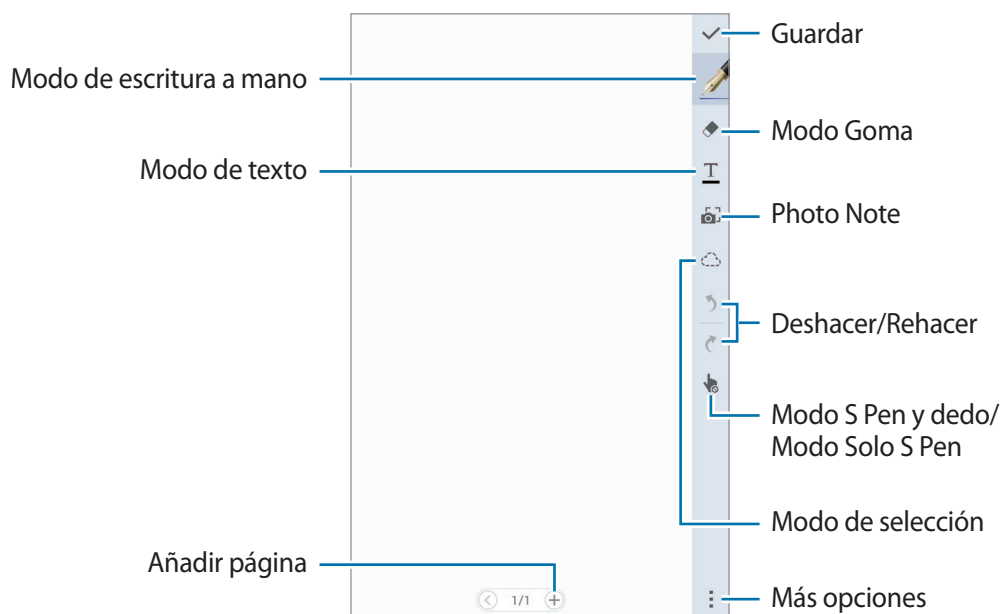 Guardar
Modo de escritura a mano
Modo Goma
Modo de texto
T
Photo Note
Deshacer/Rehacer
Modo S Pen y dedo/
Modo Solo S Pen
Modo de selección
Añadir página
1/1
Más opciones